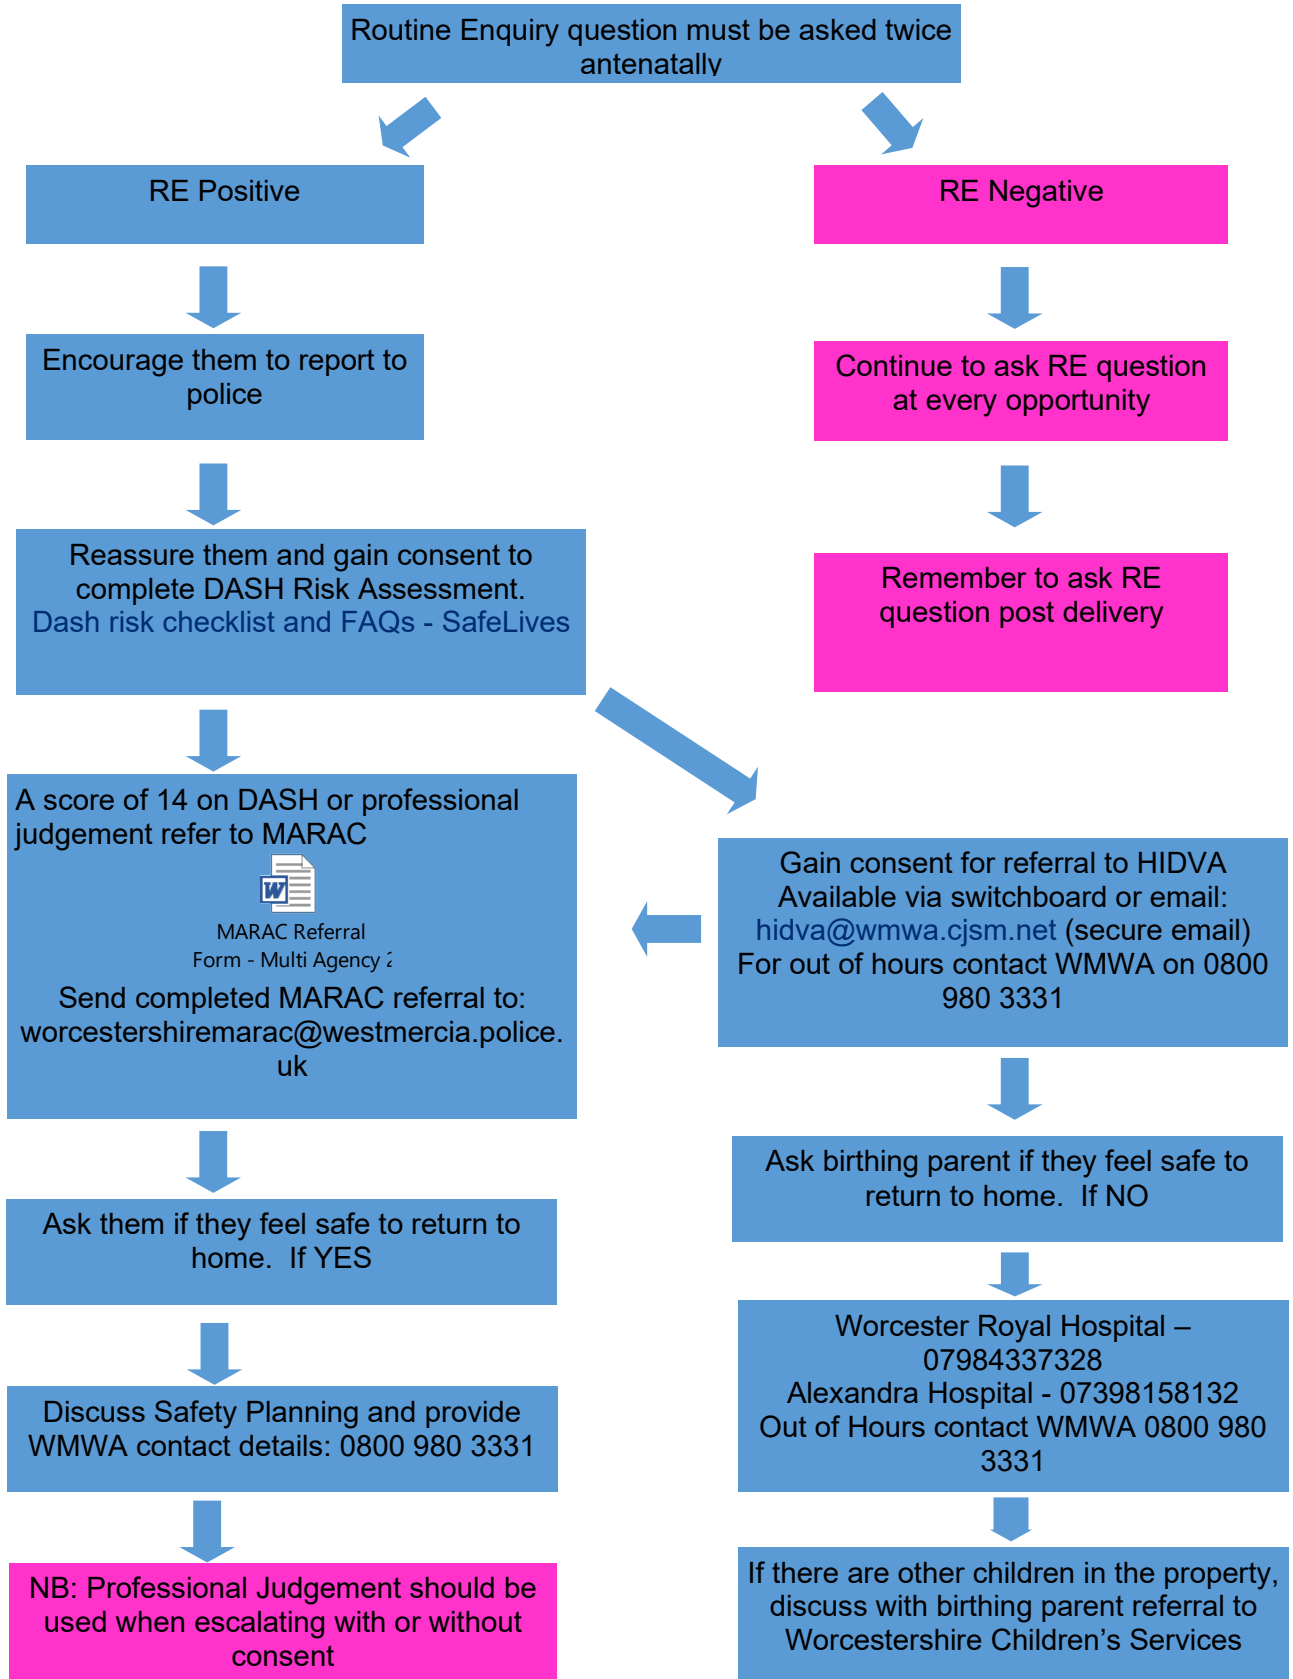 Routine Enquiry question must be asked twice
antenatally
RE Positive
RE Negative
Encourage them to report to
police
Continue to ask RE question
at every opportunity
Reassure them and gain consent to
complete DASH Risk Assessment.
Dash risk checklist and FAQs - SafeLives
Remember to ask RE
question post delivery
A score of 14 on DASH or professional
judgement refer to MARAC
W
MARAC Referral
Form - Multi Agency 2
Send completed MARAC referral to:
worcestershiremarac@westmercia.police.
uk
Gain consent for referral to HIDVA
Available via switchboard or email:
hidva@wmwa.cjsm.net (secure email)
For out of hours contact WMWA on 0800
980 3331
Ask them if they feel safe to return to
home.  If YES
Ask birthing parent if they feel safe to
return to home.  If NO
Discuss Safety Planning and provide
WMWA contact details: 0800 980 3331
Worcester Royal Hospital –
07984337328
Alexandra Hospital - 07398158132
Out of Hours contact WMWA 0800 980
3331
NB: Professional Judgement should be
used when escalating with or without
consent
If there are other children in the property,
discuss with birthing parent referral to
Worcestershire Children's Services